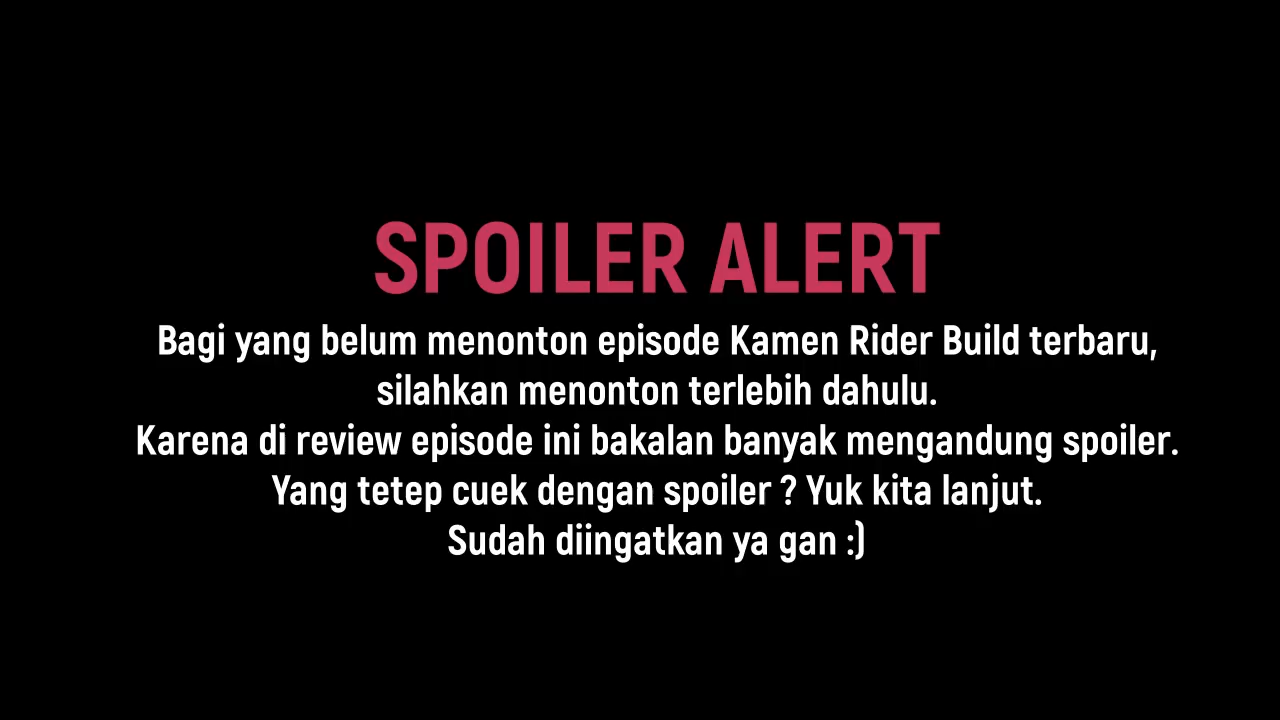 SPOILER ALERT
Bagi yang belum menonton episode Kamen Rider Build terbaru,
silahkan menonton terlebih dahulu.
Karena di review episode ini bakalan banyak mengandung spoiler.
Yang tetep cuek dengan spoiler ? Yuk kita lanjut.
Sudah diingatkan ya gan :)